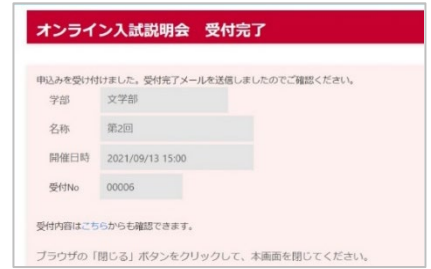 オンライン入試説明会　受付完了
申込みを受け付けました。受付完了メールを送信しましたのでご確認ください。
学部　文学部
名称　第2回
開催日時　2021/09/13 15:00
受付No　00006
受付内容はこちらからも確認できます。
ブラウザの「閉じる」ボタンをクリックして、本画面を閉じてください。